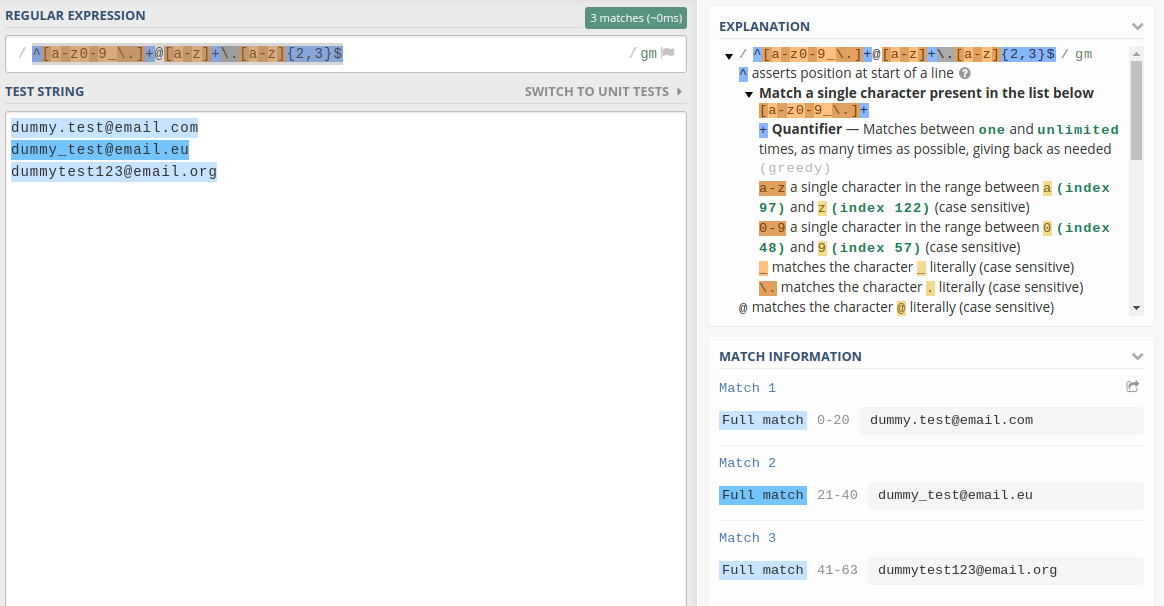 REGULAR EXPRESSION
3 matches (~0ms)
/ ^[a-z0-9_\.]+@[a-z]+\.[a-z]{2,3}$ / gm
TEST STRING
SWITCH TO UNIT TESTS
dummy.test@email.com
dummy_test@email.eu
dummytest123@email.org
EXPLANATION
/ ^[a-z0-9_\.]+@[a-z]+\.[a-z]{2,3}$ / gm
^ asserts position at start of a line ?
Match a single character present in the list below
[a-z0-9_\.]+
+ Quantifier — Matches between one and unlimited
times, as many times as possible, giving back as needed
(greedy)
a-z a single character in the range between a (index
97) and z (index 122) (case sensitive)
0-9 a single character in the range between 0 (index
48) and 9 (index 57) (case sensitive)
_ matches the character _ literally (case sensitive)
\. matches the character . literally (case sensitive)
@ matches the character @ literally (case sensitive)
MATCH INFORMATION
Match 1
Full match 0-20 dummy.test@email.com
Match 2
Full match 21-40 dummy_test@email.eu
Match 3
Full match 41-63 dummytest123@email.org